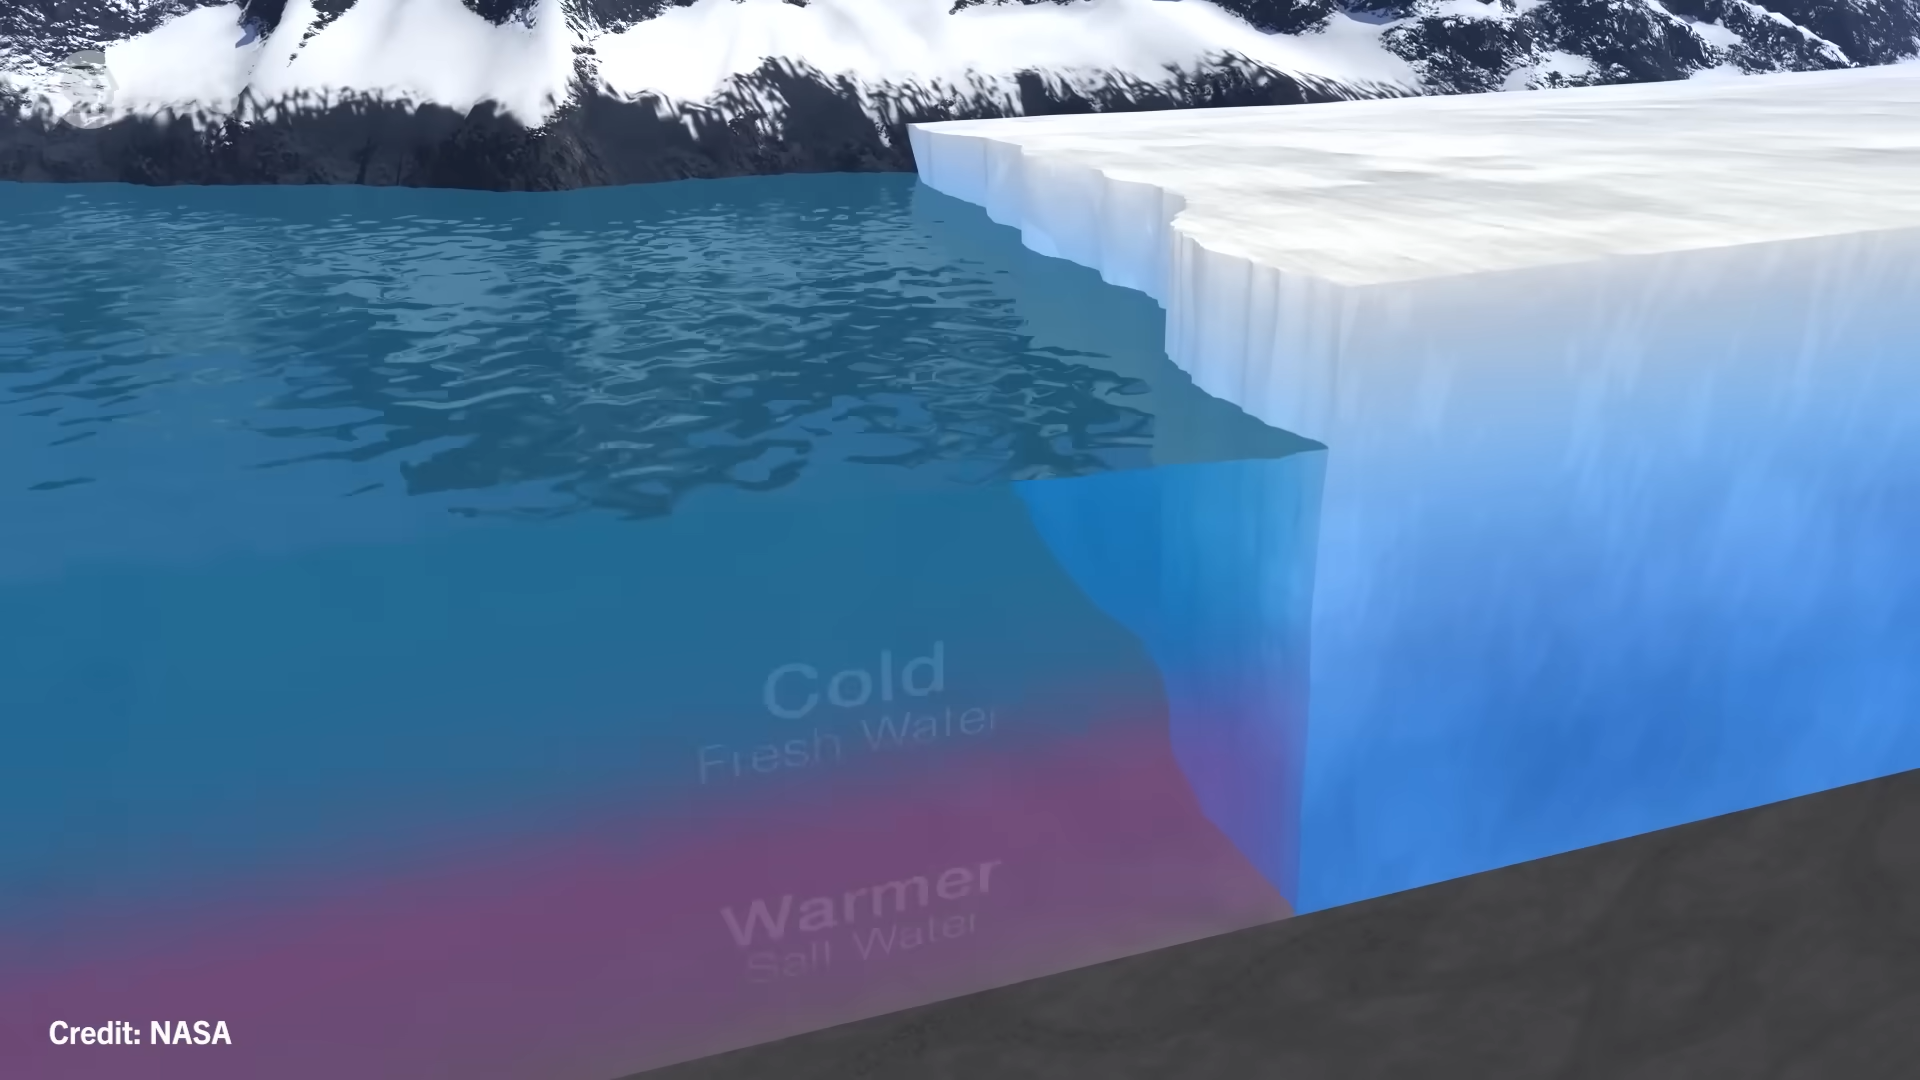 Cold
Fresh Water
Warmer
Salt Water
Credit: NASA